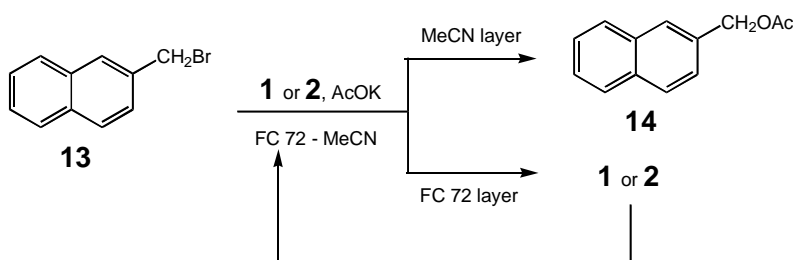 CH2Br
13
1 or 2, AcOK
FC 72 - MeCN
MeCN layer
FC 72 layer
CH2OAc
14
1 or 2